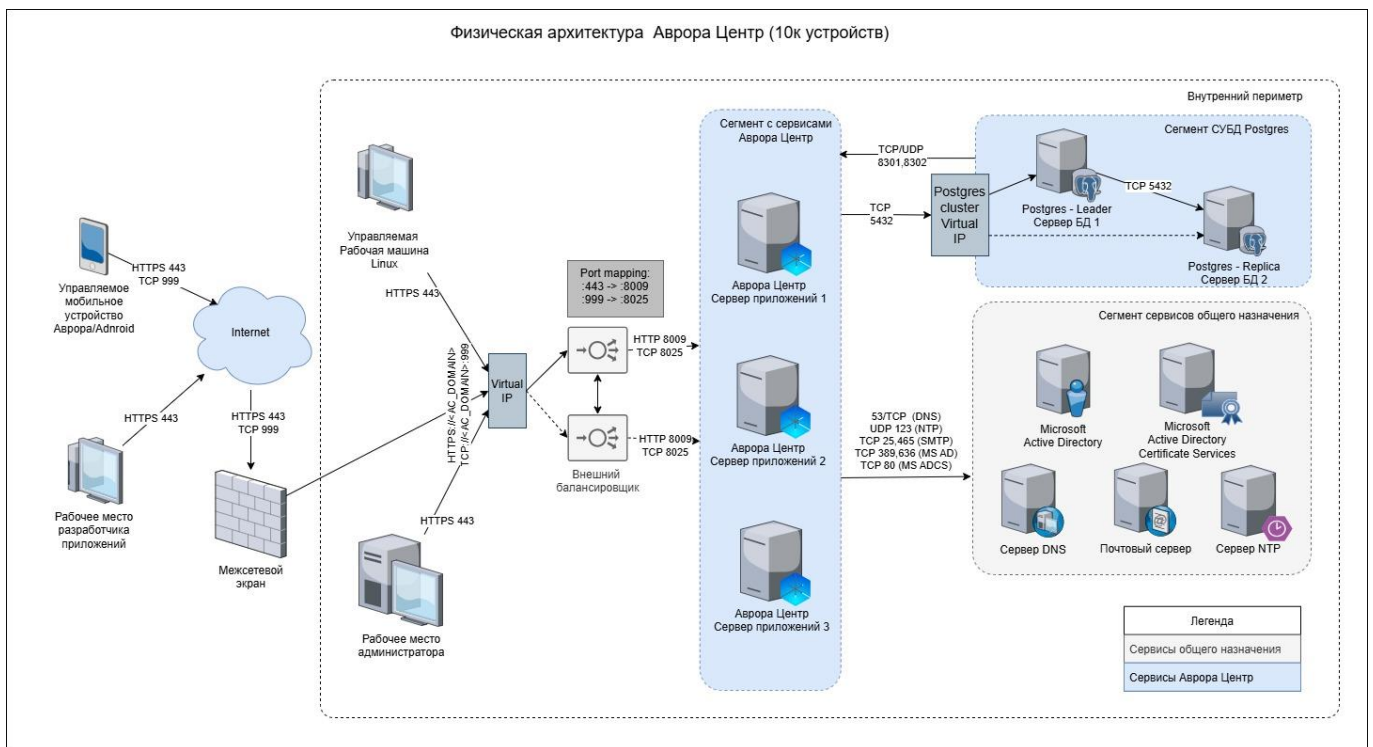 Физическая архитектура Аврора Центр (10к устройств)
Внутренний периметр
Управляемое
мобильное
устройство
Аврора/Adnroid
HTTPS 443
TCP 999
Internet
HTTPS 443
HTTPS 443
TCP 999
Рабочее место
разработчика
приложений
Межсетевой
экран
Управляемая
Рабочая машина
Linux
HTTPS 443
HTTPS://<AC_DOMAIN>
TCP://<AC_DOMAIN>:999
HTTPS 443
Рабочее место
администратора
Virtual
IP
Port mapping:
:443 -> :8009
:999 -> :8025
HTTP 8009
TCP 8025
HTTP 8009
TCP 8025
Внешний
балансировщик
Сегмент с сервисами
Аврора Центр
Аврора Центр
Сервер приложений 1
Аврора Центр
Сервер приложений 2
Аврора Центр
Сервер приложений 3
TCP/UDP
8301,8302
TCP
5432
Postgres
cluster
Virtual
IP
Сегмент СУБД Postgres
Postgres - Leader
Сервер БД 1
TCP 5432
Postgres - Replica
Сервер БД 2
53/TCP (DNS)
UDP 123 (NTP)
TCP 25,465 (SMTP)
TCP 389,636 (MS AD)
TCP 80 (MS ADCS)
Сегмент сервисов общего назначения
Microsoft
Active Directory
Microsoft
Active Directory
Certificate Services
Сервер DNS
Почтовый сервер
Сервер NTP
Легенда
Сервисы общего назначения
Сервисы Аврора Центр